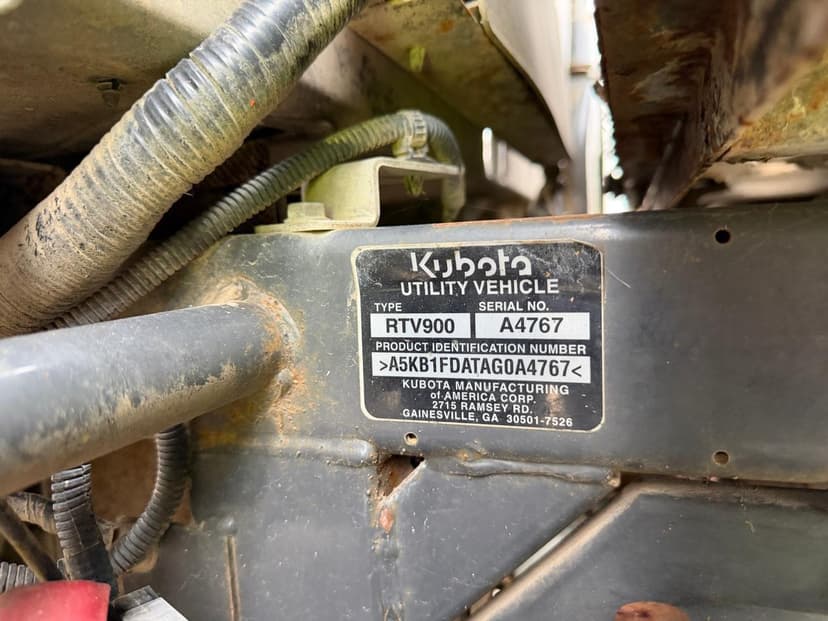 Kubota
UTILITY VEHICLE
TYPE SERIAL NO.
RTV900 A4767
PRODUCT IDENTIFICATION NUMBER
>A5KB1FDATAG0A4767<
KUBOTA MANUFACTURING
of AMERICA CORP.
2715 RAMSEY RD.
GAINESVILLE, GA 30501-7526